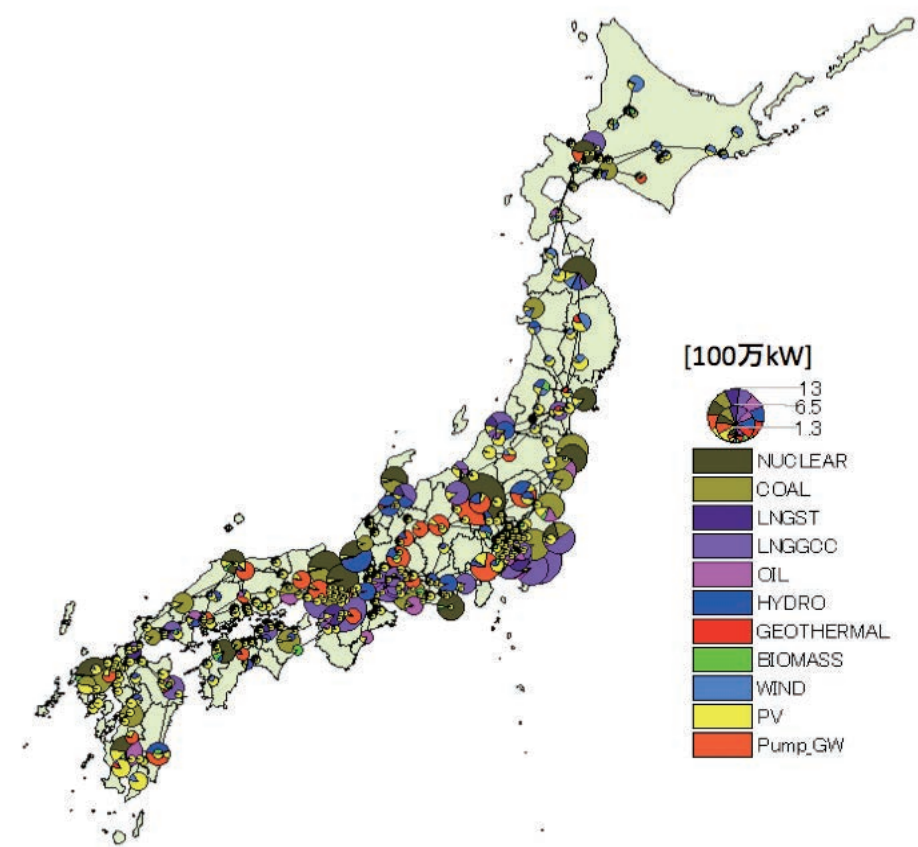 [100万kW]
13
6.5
1.3
NUCLEAR
COAL
LNGST
LNGGCC
OIL
HYDRO
GEOTHERMAL
BIOMASS
WIND
PV
Pump_GW